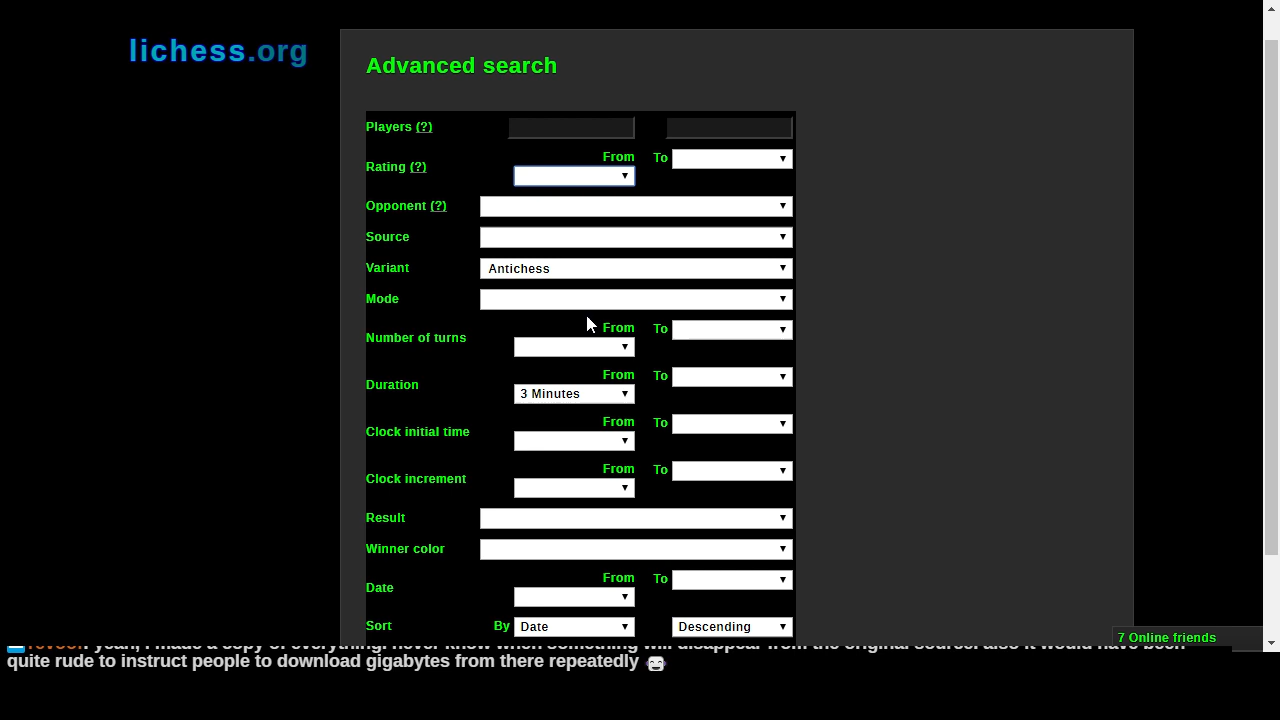 lichess.org
Advanced search
Players (?)
Rating (?) From To
Opponent (?)
Source
Variant Antichess
Mode
Number of turns From To
Duration From 3 Minutes To
Clock initial time From To
Clock increment From To
Result
Winner color
Date From To
Sort By Date Descending
7 Online friends
yeah, i made a copy of everything. never know when something will disappear from the original source. also it would have been
quite rude to instruct people to download gigabytes from there repeatedly